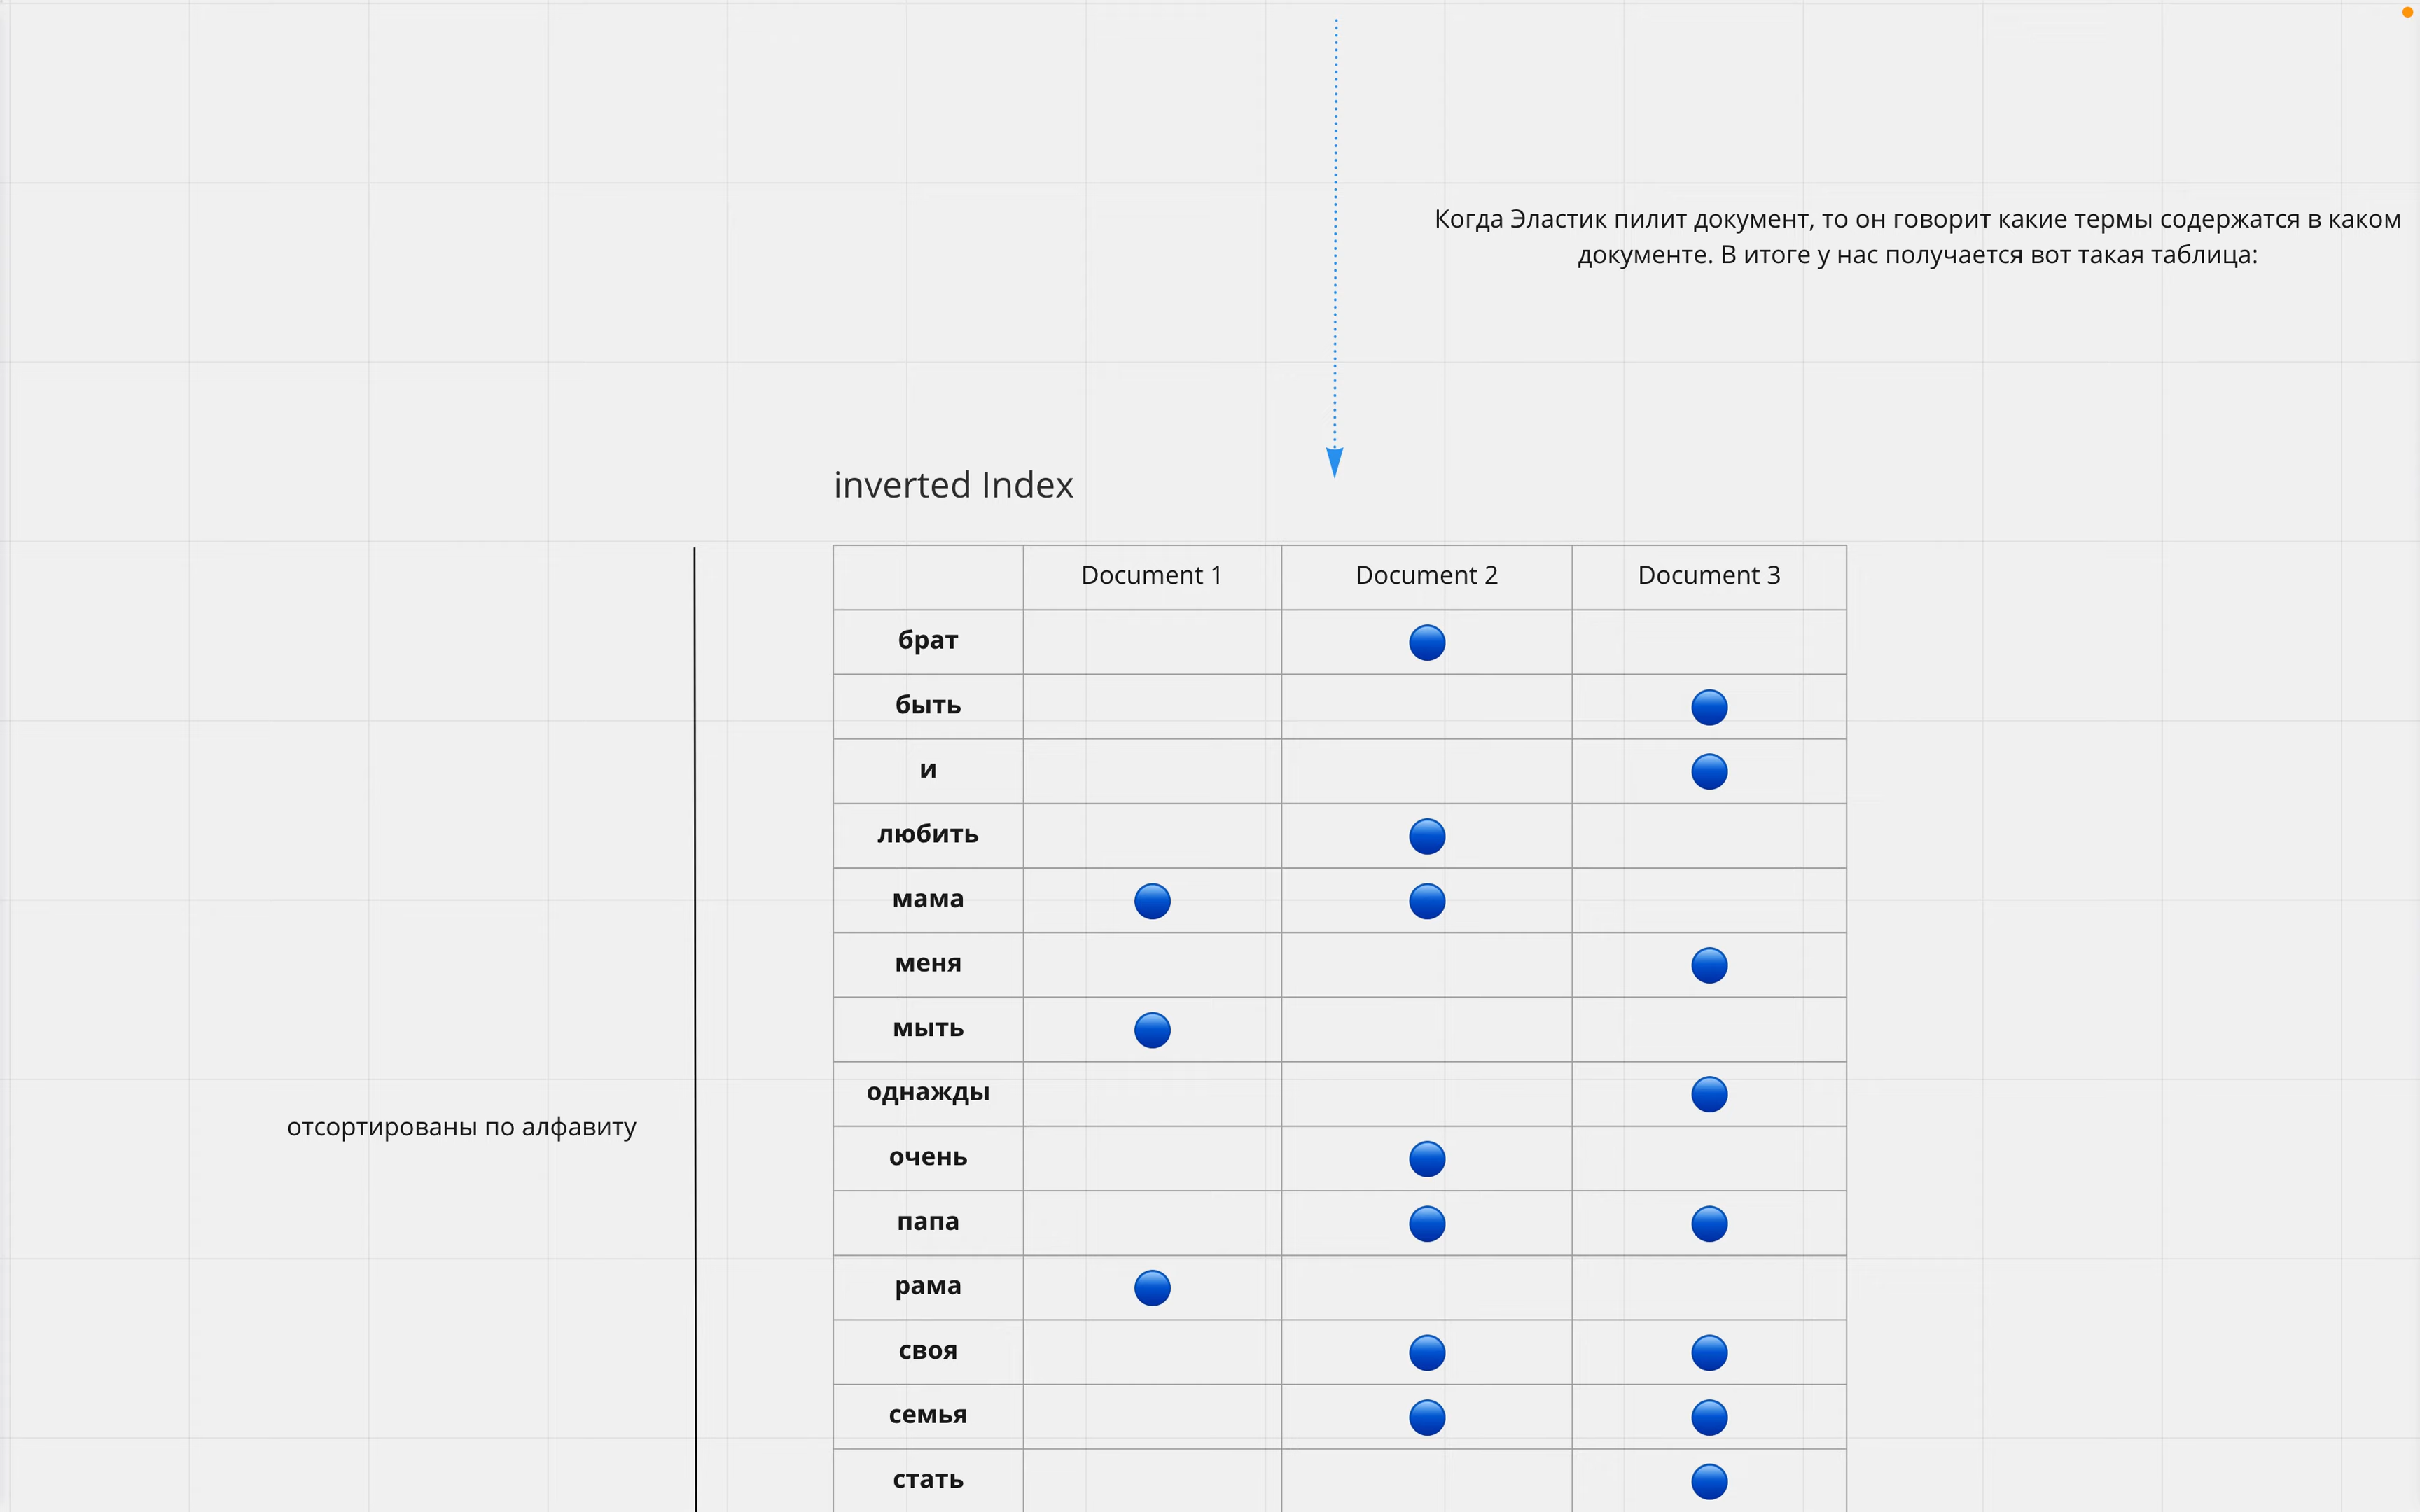 Когда Эластик пилит документ, то он говорит какие термы содержатся в каком
документе. В итоге у нас получается вот такая таблица:
inverted Index
Document 1 Document 2 Document 3
брат
быть
и
любить
мама
меня
мыть
однажды
отсортированы по алфавиту
очень
папа
рама
своя
семья
стать